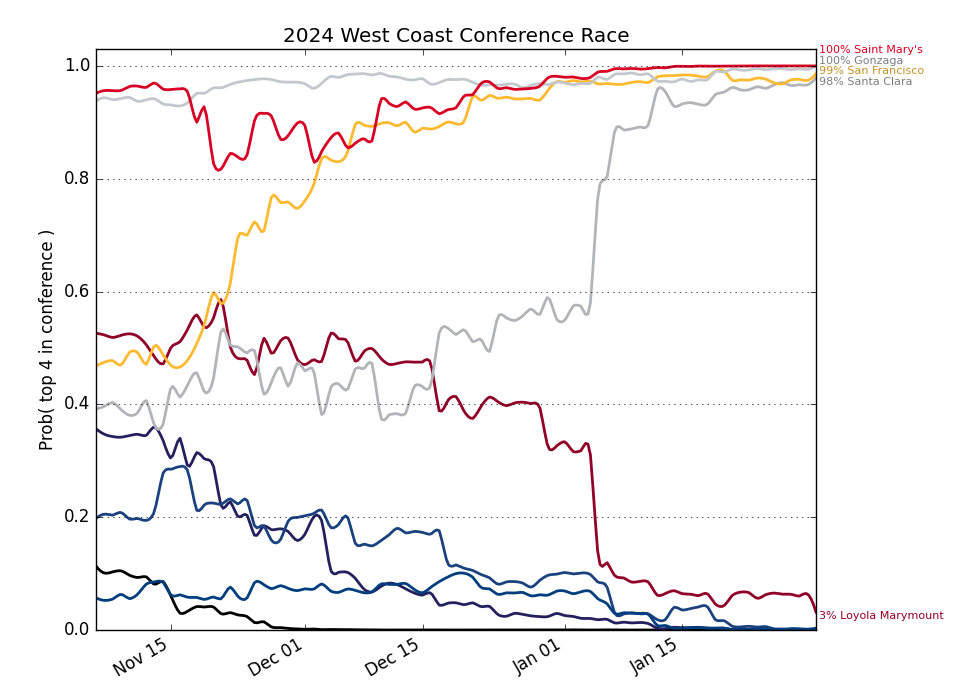 2024 West Coast Conference Race
Prob( top 4 in conference )
1.0
0.8
0.6
0.4
0.2
0.0
Nov 15
Dec 01
Dec 15
Jan 01
Jan 15
100% Saint Mary's
100% Gonzaga
99% San Francisco
98% Santa Clara
3% Loyola Marymount